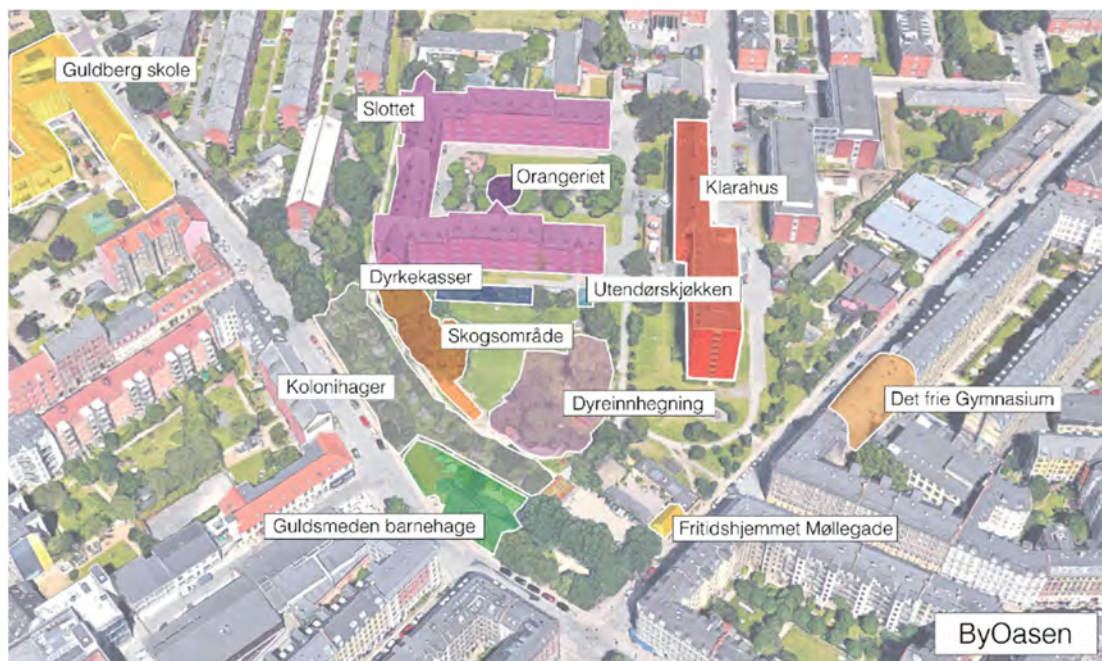 Guldberg skole
Slottet
Orangeriet
Klarahus
Dyrkekasser
Utendørskjøkken
Skogsområde
Kolonihager
Dyreinnhegning
Det frie Gymnasium
Guldsmeden barnehage
Fritidshjemmet Møllegade
ByOasen